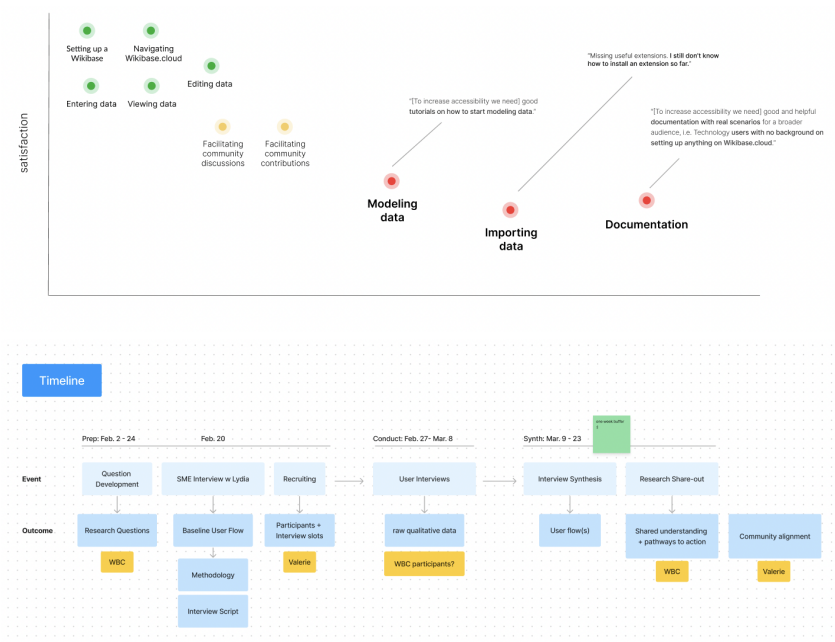 satisfaction
Setting up a
Wikibase
Navigating
Wikibase.cloud
Editing data
Entering data
Viewing data
Facilitating
community
discussions
Facilitating
community
contributions
"[To increase accessibility we need] good
tutorials on how to start modeling data."
Modeling
data
"Missing useful extensions. I still don't know
how to install an extension so far."
Importing
data
"[To increase accessibility we need] good and helpful
documentation with real scenarios for a broader
audience, i.e. Technology users with no background on
setting up anything on Wikibase.cloud."
Documentation
Timeline
Prep: Feb. 2 - 24
Feb. 20
Conduct: Feb. 27- Mar. 8
Synth: Mar. 9 - 23
one week buffer
:)
Event
Question
Development
SME Interview w Lydia
Recruiting
User Interviews
Interview Synthesis
Research Share-out
Outcome
Research Questions
Baseline User Flow
Participants +
Interview slots
raw qualitative data
User flow(s)
Shared understanding
+ pathways to action
Community alignment
WBC
Methodology
Interview Script
Valerie
WBC participants?
WBC
Valerie